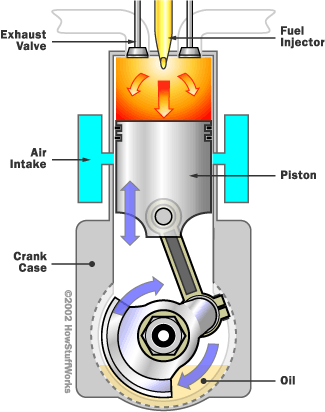 Exhaust
Valve
Fuel
Injector
Air
Intake
Piston
Crank
Case
©2002 HowStuffWorks
Oil